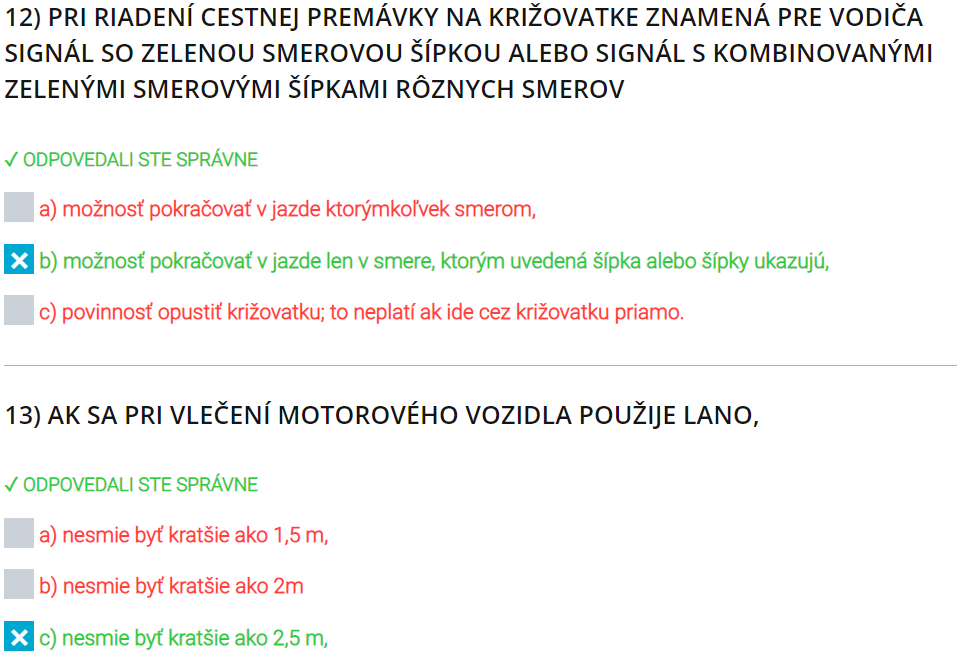 12) PRI RIADENÍ CESTNEJ PREMÁVKY NA KRIŽOVATKE ZNAMENÁ PRE VODIČA
SIGNÁL SO ZELENOU SMEROVOU ŠÍPKOU ALEBO SIGNÁL S KOMBINOVANÝMI
ZELENÝMI SMEROVÝMI ŠÍPKAMI RÔZNYCH SMEROV
✓ ODPOVEDALI STE SPRÁVNE
a) možnosť pokračovať v jazde ktorýmkoľvek smerom,
b) možnosť pokračovať v jazde len v smere, ktorým uvedená šípka alebo šípky ukazujú,
c) povinnosť opustiť križovatku; to neplatí ak ide cez križovatku priamo.
13) AK SA PRI VLEČENÍ MOTOROVÉHO VOZIDLA POUŽIJE LANO,
✓ ODPOVEDALI STE SPRÁVNE
a) nesmie byť kratšie ako 1,5 m,
b) nesmie byť kratšie ako 2m
c) nesmie byť kratšie ako 2,5 m,